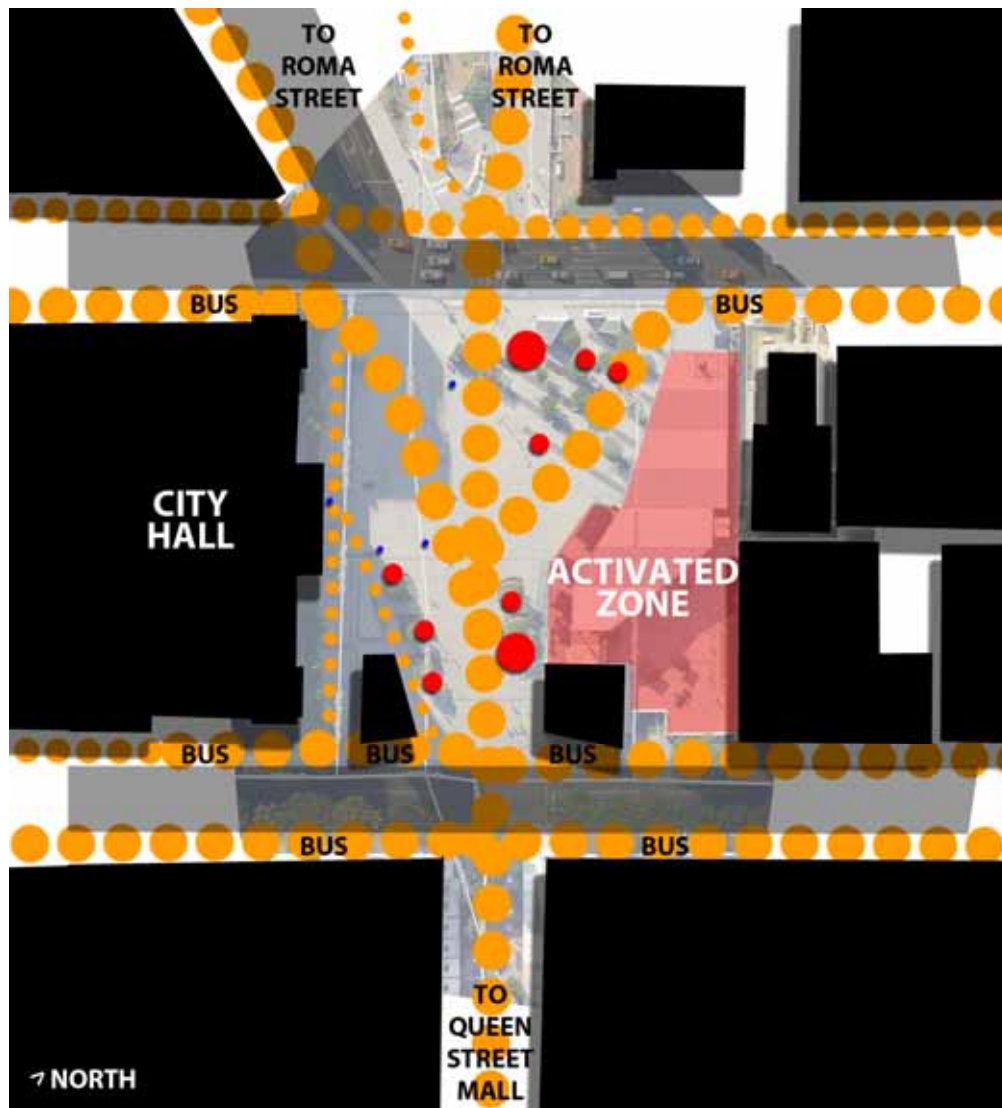 TO
ROMA
STREET
TO
ROMA
STREET
BUS
BUS
CITY
HALL
ACTIVATED
ZONE
BUS
BUS
BUS
BUS
BUS
TO
QUEEN
STREET
MALL
NORTH